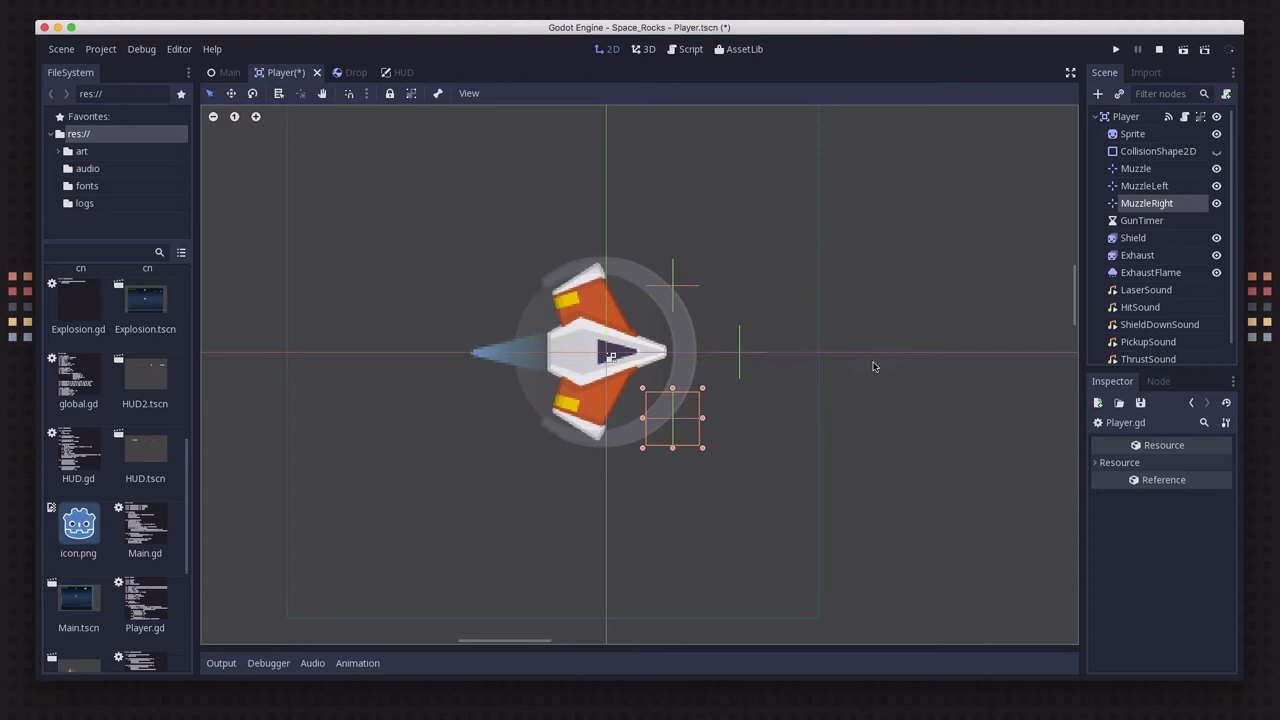 Godot Engine - Space_Rocks - Player.tscn (*)
Scene Project Debug Editor Help
2D 3D Script AssetLib
FileSystem
Main Player(*) Drop HUD
Scene Import
res://
View
Filter nodes
Favorites:
res://
art
audio
fonts
logs
Player
Sprite
CollisionShape2D
Muzzle
MuzzleLeft
MuzzleRight
GunTimer
Shield
Exhaust
ExhaustFlame
LaserSound
HitSound
ShieldDownSound
PickupSound
ThrustSound
cn cn
Explosion.gd Explosion.tscn
global.gd HUD2.tscn
HUD.gd HUD.tscn
icon.png Main.gd
Main.tscn Player.gd
Inspector Node
Player.gd
Resource
Resource
Reference
Output Debugger Audio Animation